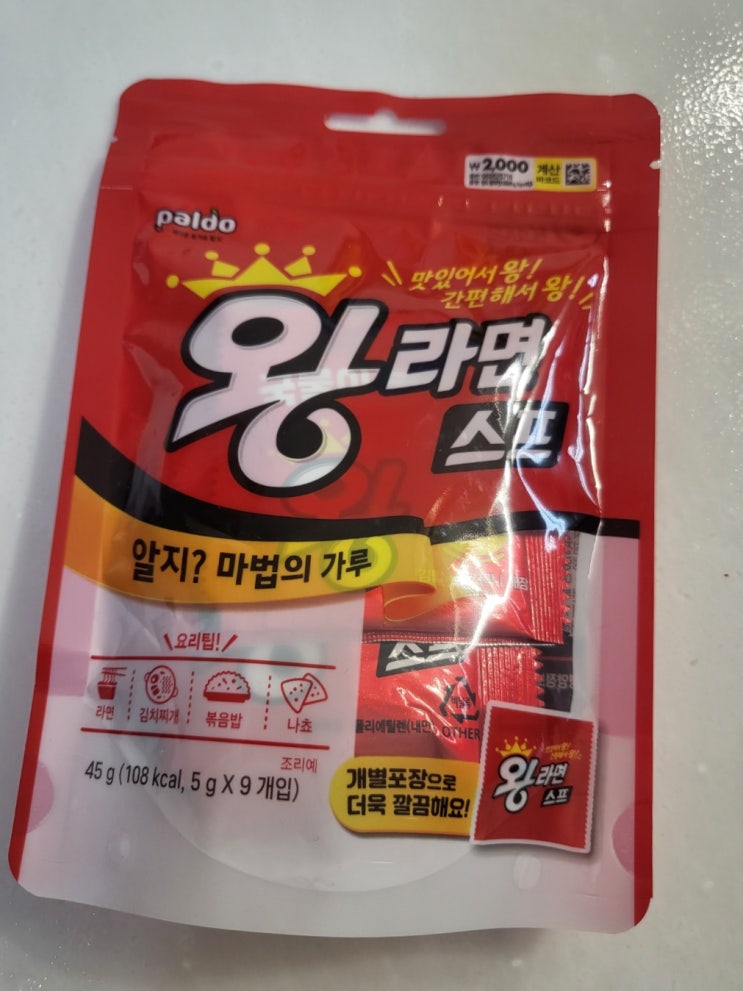 ₩2,000
계산
바코드
paldo
맛있어서 왕!
간편해서 왕!
왕라면
스프
알지? 마법의 가루
요리팁!
라면
김치찌개
볶음밥
나쵸
조리예
45 g (108 kcal, 5 g X 9 개입)
스프
폴리에틸렌(내면)
OTHER
개별포장으로
더욱 깔끔해요!
왕라면
스프